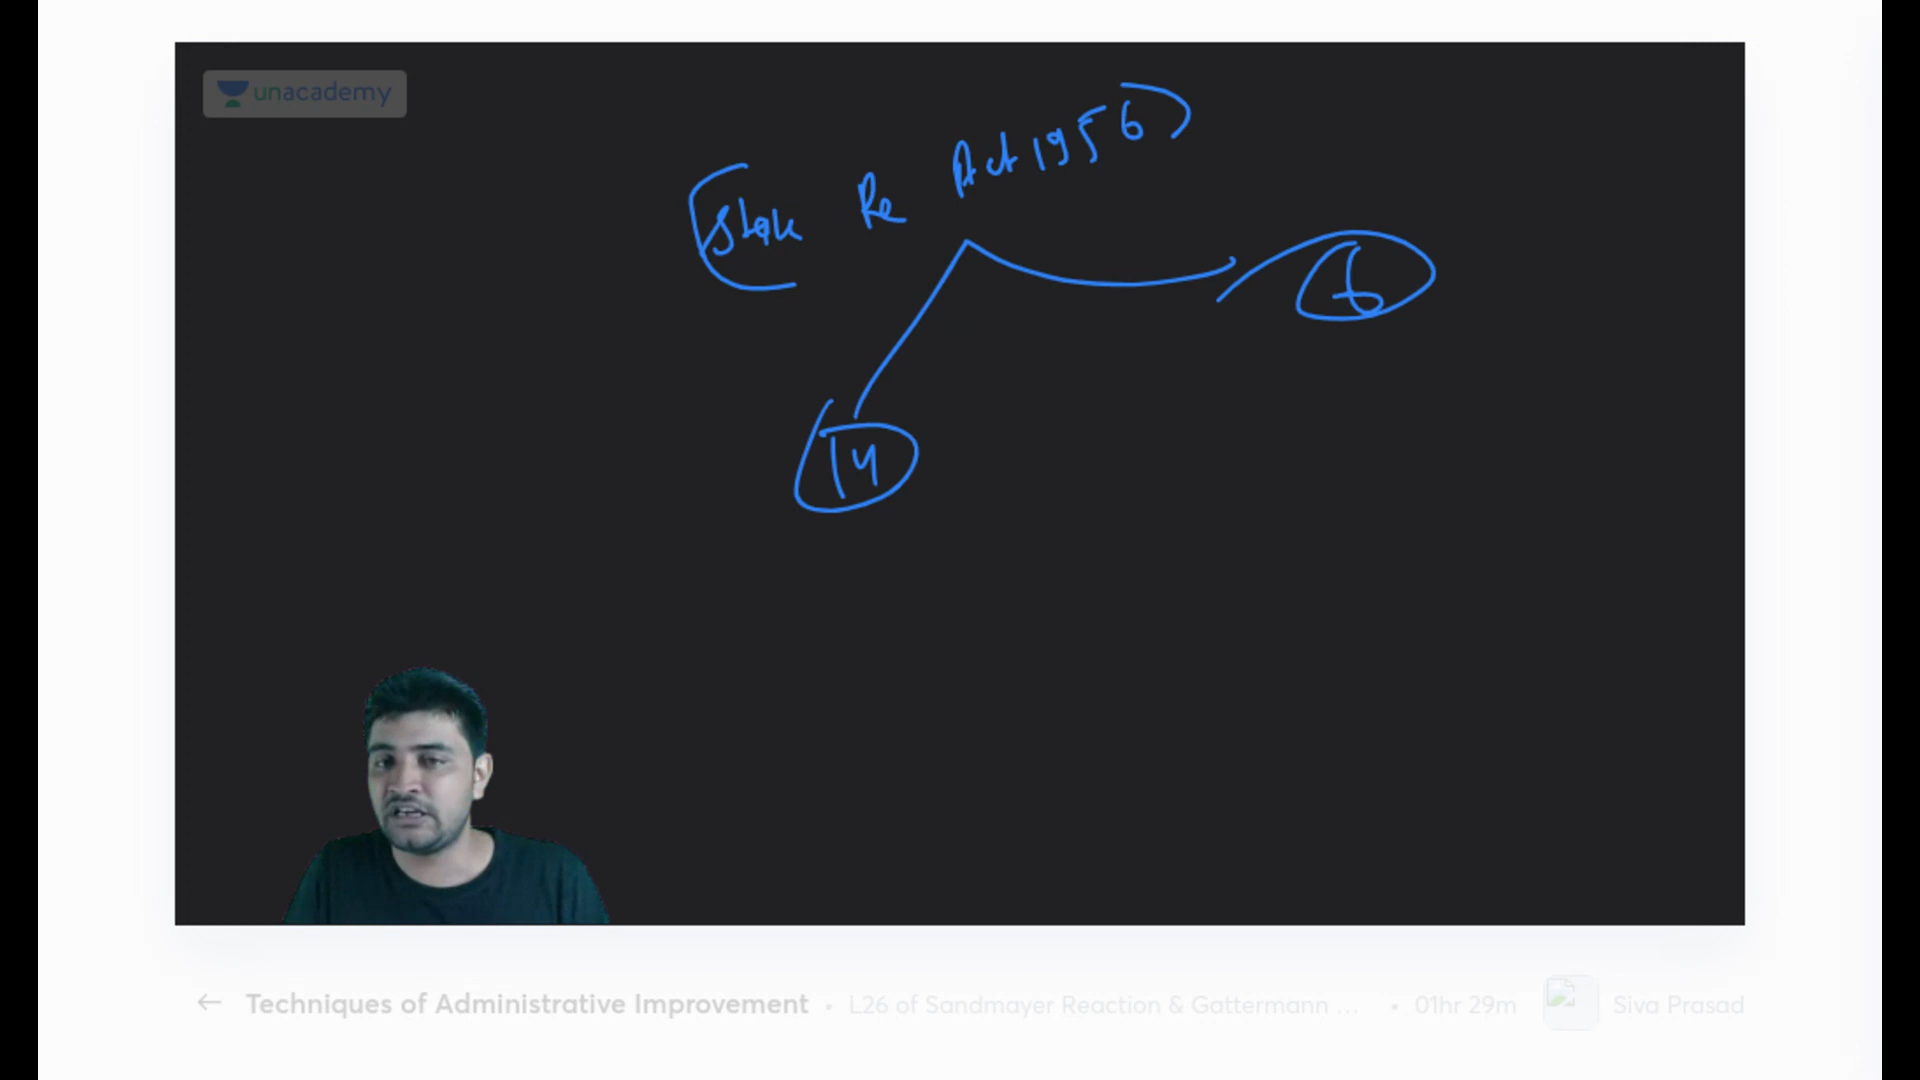 unacademy
State Re Act 1956
6
14
Techniques of Administrative Improvement • L26 of Sandmayer Reaction & Gattermann ... • 01hr 29m Siva Prasad